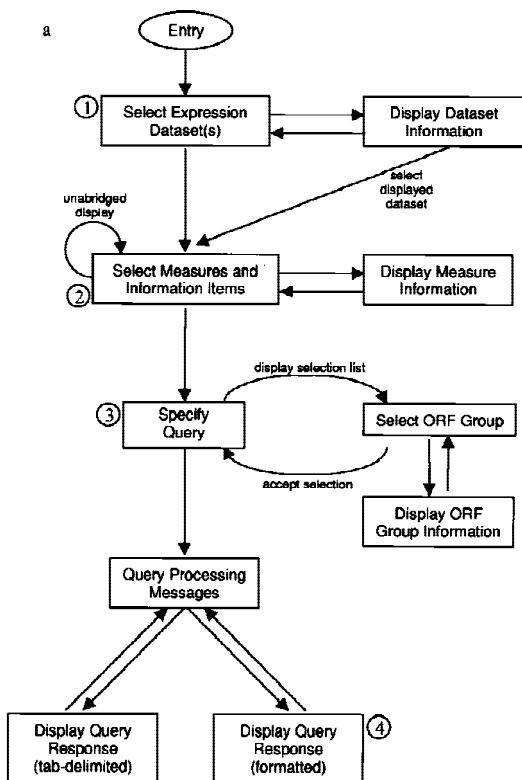 a
Entry
1
Select Expression
Dataset(s)
Display Dataset
Information
select
displayed
dataset
unabridged
display
2
Select Measures and
Information Items
Display Measure
Information
display selection list
3
Specify
Query
Select ORF Group
accept selection
Display ORF
Group Information
Query Processing
Messages
Display Query
Response
(tab-delimited)
4
Display Query
Response
(formatted)